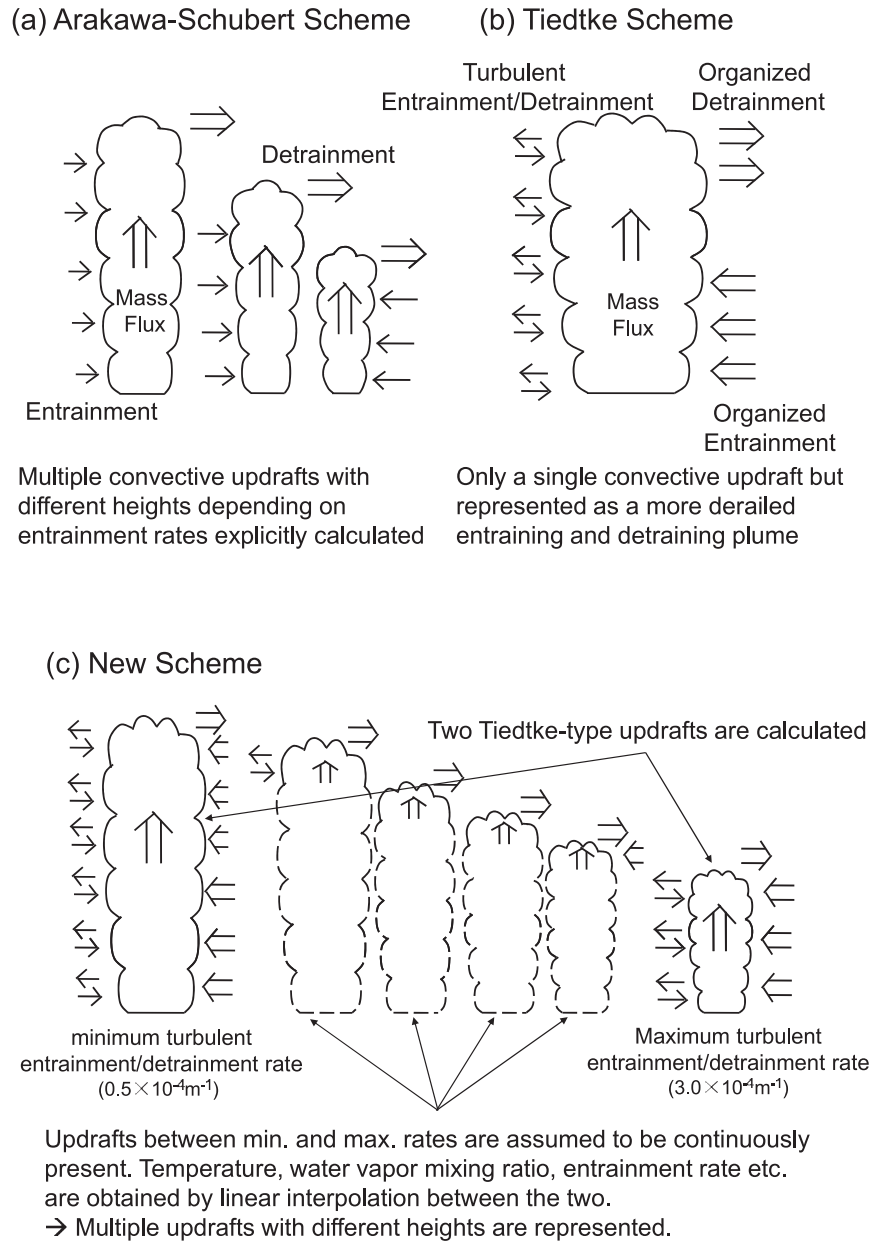 (a) Arakawa-Schubert Scheme
Detrainment
Mass
Flux
Entrainment
Multiple convective updrafts with
different heights depending on
entrainment rates explicitly calculated
(b) Tiedtke Scheme
Turbulent
Entrainment/Detrainment
Organized
Detrainment
Mass
Flux
Organized
Entrainment
Only a single convective updraft but
represented as a more derailed
entraining and detraining plume
(c) New Scheme
Two Tiedtke-type updrafts are calculated
minimum turbulent
entrainment/detrainment rate
(0.5×10⁻⁴m⁻¹)
Maximum turbulent
entrainment/detrainment rate
(3.0×10⁻⁴m⁻¹)
Updrafts between min. and max. rates are assumed to be continuously
present. Temperature, water vapor mixing ratio, entrainment rate etc.
are obtained by linear interpolation between the two.
→ Multiple updrafts with different heights are represented.